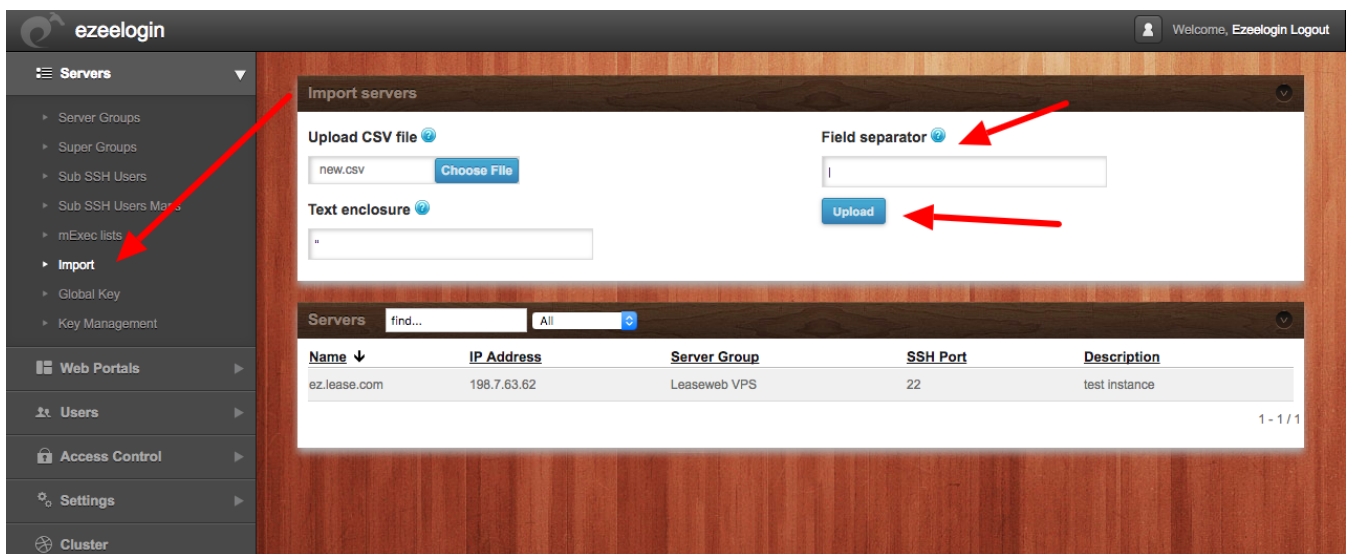 ezeelogin
Welcome, Ezeelogin Logout
Servers
Server Groups
Super Groups
Sub SSH Users
Sub SSH Users Maps
mExec lists
Import
Global Key
Key Management
Web Portals
Users
Access Control
Settings
Cluster
Import servers
Upload CSV file
new.csv Choose File
Text enclosure
"
Field separator
|
Upload
Servers find... All
Name IP Address Server Group SSH Port Description
ez.lease.com 198.7.63.62 Leaseweb VPS 22 test instance
1 - 1 / 1